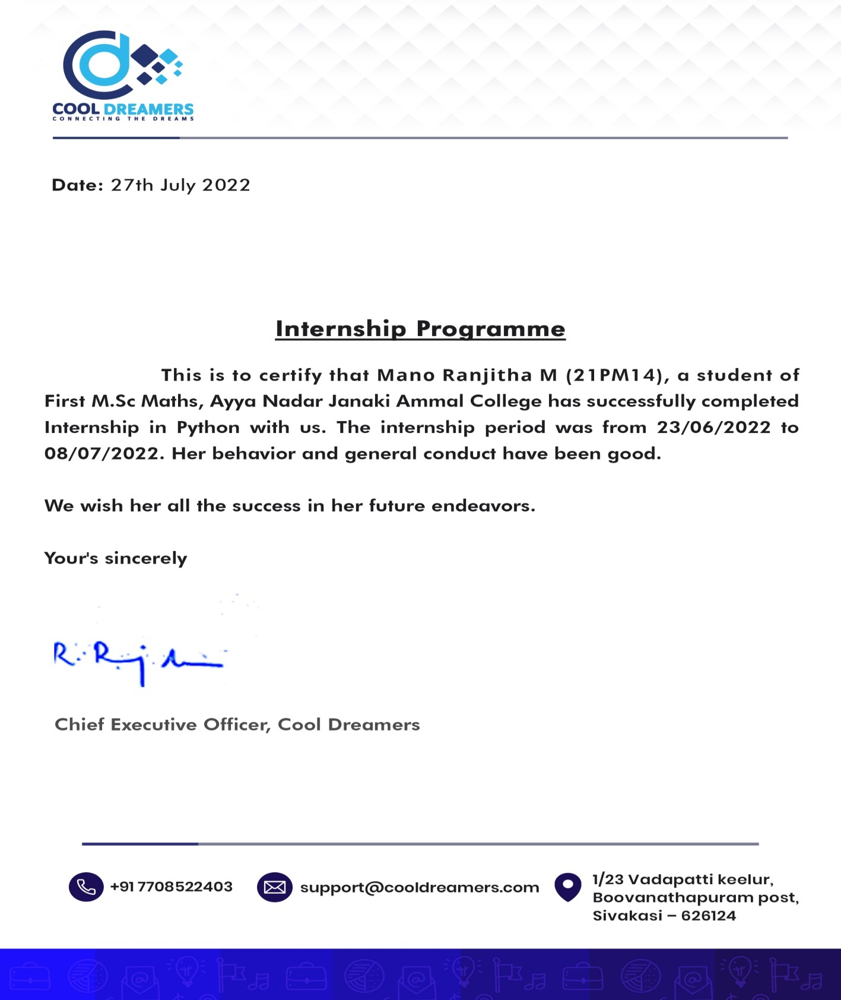 COOL DREAMERS
CONNECTING THE DREAMS
Date: 27th July 2022
Internship Programme
This is to certify that Mano Ranjitha M (21PM14), a student of
First M.Sc Maths, Ayya Nadar Janaki Ammal College has successfully completed
Internship in Python with us. The internship period was from 23/06/2022 to
08/07/2022. Her behavior and general conduct have been good.
We wish her all the success in her future endeavors.
Your's sincerely
Chief Executive Officer, Cool Dreamers
+91 7708522403
support@cooldreamers.com
1/23 Vadapatti keelur,
Boovanathapuram post,
Sivakasi – 626124